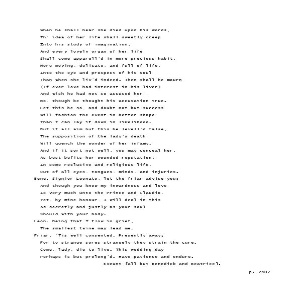 When he shall hear she died upon his words,
Th' idea of her life shall sweetly creep
Into his study of imagination,
And every lovely organ of her life
Shall come apparell'd in more precious habit,
More moving, delicate, and full of life,
Into the eye and prospect of his soul
Than when she liv'd indeed. Then shall he mourn
(If ever love had interest in his liver)
And wish he had not so accused her—
No, though he thought his accusation true.
Let this be so, and doubt not but success
Will fashion the event in better shape
Than I can lay it down in likelihood.
But if all aim but this be levell'd false,
The supposition of the lady's death
Will quench the wonder of her infamy.
And if it sort not well, you may conceal her,
As best befits her wounded reputation,
In some reclusive and religious life,
Out of all eyes, tongues, minds, and injuries.
Bene. Signior Leonato, let the friar advise you;
And though you know my inwardness and love
Is very much unto the Prince and Claudio,
Yet, by mine honour, I will deal in this
As secretly and justly as your soul
Should with your body.
Leon. Being that I flow in grief,
The smallest twine may lead me.
Friar. 'Tis well consented. Presently away;
For to strange sores strangely they strain the cure.
Come, lady, die to live. This wedding day
Perhaps is but prolong'd. Have patience and endure.
Exeunt [all but Benedick and Beatrice].